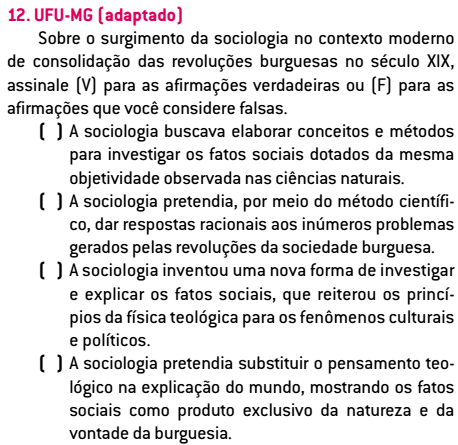 12. UFU-MG (adaptado)
Sobre o surgimento da sociologia no contexto moderno
de consolidação das revoluções burguesas no século XIX,
assinale (V) para as afirmações verdadeiras ou (F) para as
afirmações que você considere falsas.
( ) A sociologia buscava elaborar conceitos e métodos
para investigar os fatos sociais dotados da mesma
objetividade observada nas ciências naturais.
( ) A sociologia pretendia, por meio do método científi-
co, dar respostas racionais aos inúmeros problemas
gerados pelas revoluções da sociedade burguesa.
( ) A sociologia inventou uma nova forma de investigar
e explicar os fatos sociais, que reiterou os princí-
pios da física teológica para os fenômenos culturais
e políticos.
( ) A sociologia pretendia substituir o pensamento teo-
lógico na explicação do mundo, mostrando os fatos
sociais como produto exclusivo da natureza e da
vontade da burguesia.